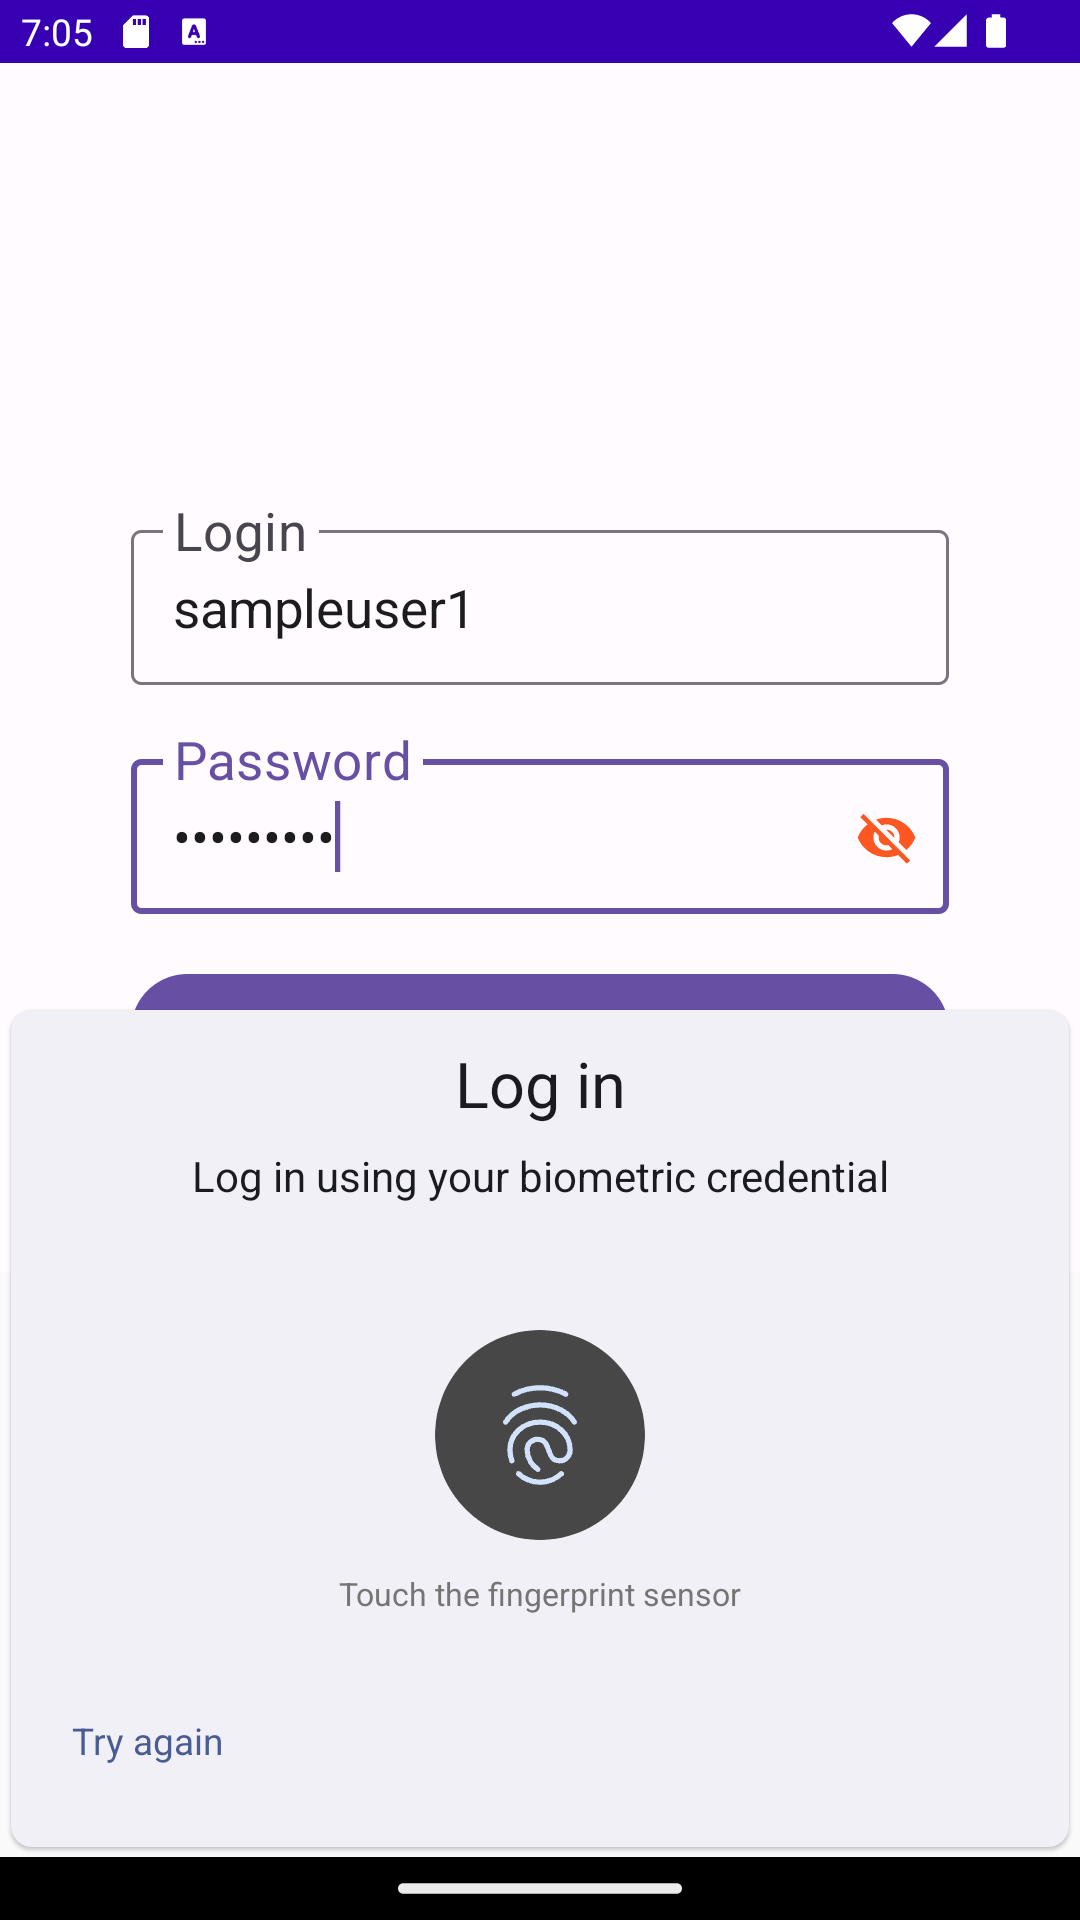 7:05
Login
sampleuser1
Password
•••••••••
Log in
Log in using your biometric credential
Touch the fingerprint sensor
Try again